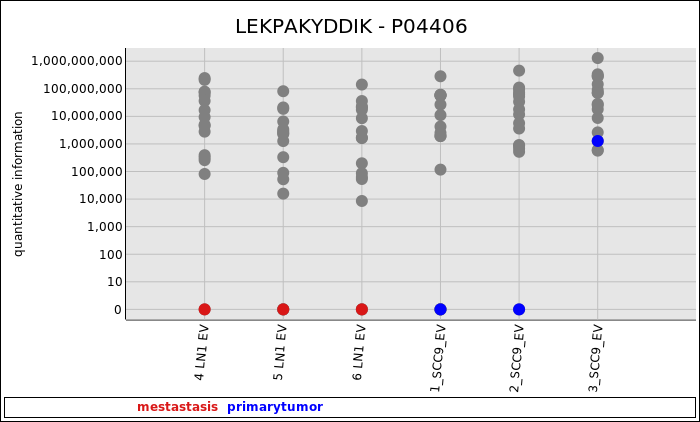 LEKPAKYDDIK - P04406
quantitative information
1,000,000,000
100,000,000
10,000,000
1,000,000
100,000
10,000
1,000
100
10
0
4 LN1 EV
5 LN1 EV
6 LN1 EV
1_SCC9_EV
2_SCC9_EV
3_SCC9_EV
mestastasis primarytumor